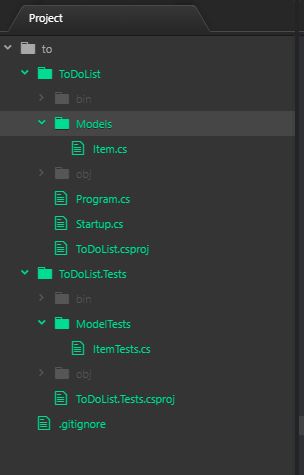 Project
to
ToDoList
bin
Models
Item.cs
obj
Program.cs
Startup.cs
ToDoList.csproj
ToDoList.Tests
bin
ModelTests
ItemTests.cs
obj
ToDoList.Tests.csproj
.gitignore